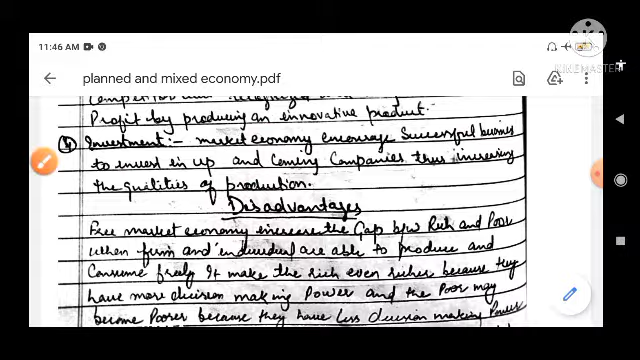 11:46 AM
KINEMASTER
planned and mixed economy.pdf
Profit by producing an innovative product.
Investment :- market economy encourage successful
to invest in up and coming companies thus increasing
the qualities of production.
Disadvantages
Free market economy increase the Gap b/w Rich and Poor
when firm and individual are able to produce and
Consume freely It make the rich even richer because they
have more decision making Power and the Poor may
become Poorer because they have less decision making Power